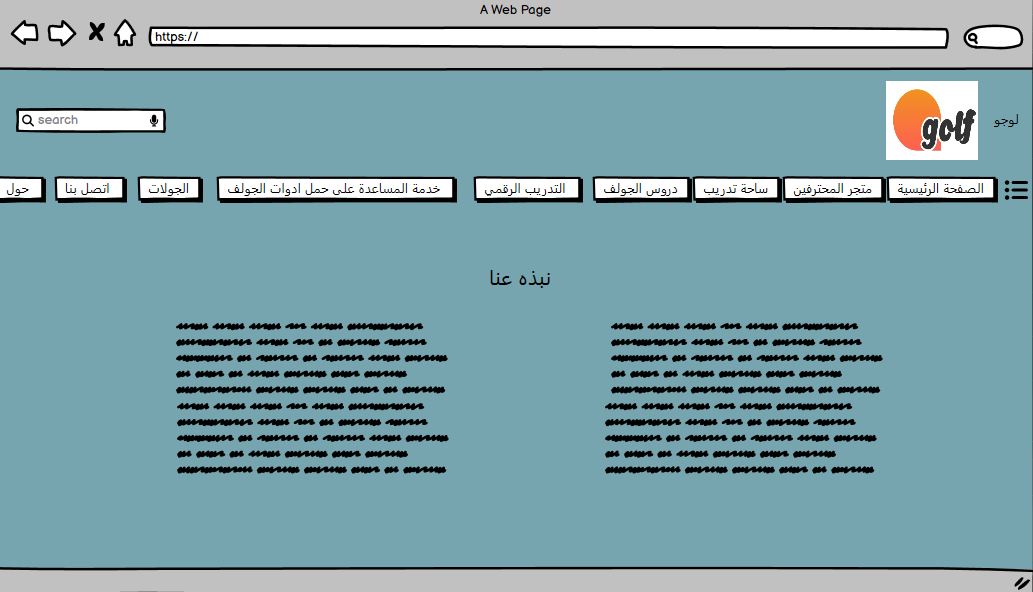 A Web Page
https://
search
golf
لوجو
الصفحة الرئيسية
متجر المحترفين
ساحة تدريب
دروس الجولف
التدريب الرقمي
خدمة المساعدة على حمل ادوات الجولف
الجولات
اتصل بنا
حول
نبذه عنا